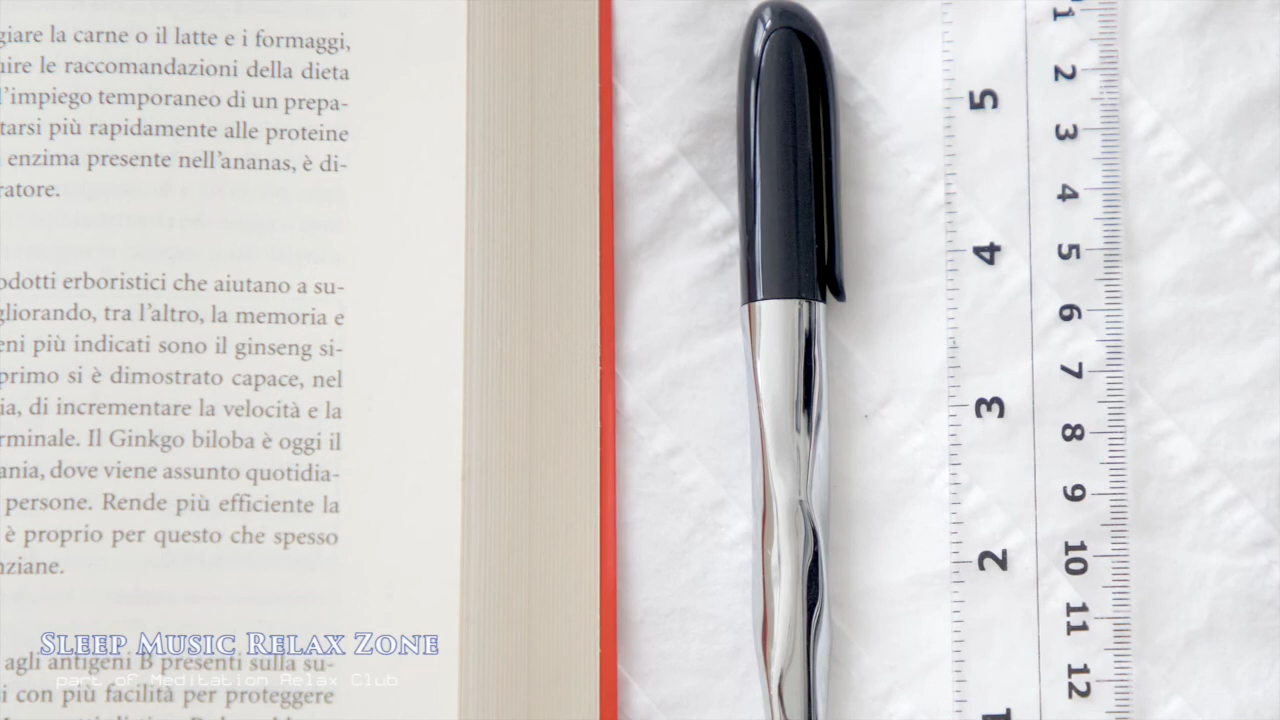 giare la carne o il latte e i formaggi,
uire le raccomandazioni della dieta
l'impiego temporaneo di un prepa-
tarsi più rapidamente alle proteine
enzima presente nell'ananas, è di-
ratore.
odotti erboristici che aiutano a su-
gliorando, tra l'altro, la memoria e
eni più indicati sono il ginseng si-
primo si è dimostrato capace, nel
ia, di incrementare la velocità e la
rminale. Il Ginkgo biloba è oggi il
ania, dove viene assunto quotidia-
persone. Rende più efficiente la
è proprio per questo che spesso
nziane.
agli antigeni B presenti sulla su-
i con più facilità per proteggere
Sleep Music Relax Zone
part of Meditation Relax Club
5
4
3
2
1
1
2
3
4
5
6
7
8
9
10
11
12